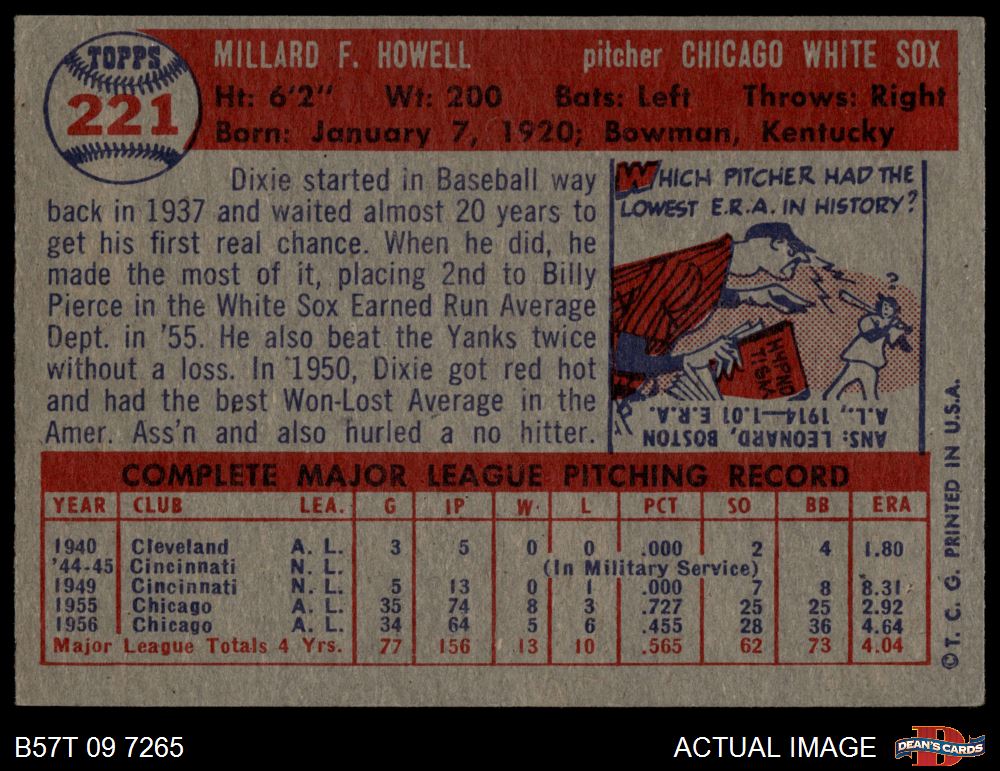 TOPPS
221
MILLARD F. HOWELL pitcher CHICAGO WHITE SOX
Ht: 6'2" Wt: 200 Bats: Left Throws: Right
Born: January 7, 1920; Bowman, Kentucky
Dixie started in Baseball way
back in 1937 and waited almost 20 years to
get his first real chance. When he did, he
made the most of it, placing 2nd to Billy
Pierce in the White Sox Earned Run Average
Dept. in '55. He also beat the Yanks twice
without a loss. In 1950, Dixie got red hot
and had the best Won-Lost Average in the
Amer. Ass'n and also hurled a no hitter.
WHICH PITCHER HAD THE
LOWEST E.R.A. IN HISTORY?
?
HYPNO
TISM
ANS: LEONARD, BOSTON
A.L., 1914—1.01 E.R.A.
COMPLETE MAJOR LEAGUE PITCHING RECORD
YEAR CLUB LEA. G IP W L PCT SO BB ERA
1940 Cleveland A. L. 3 5 0 0 .000 2 4 1.80
'44-45 Cincinnati N. L. (In Military Service)
1949 Cincinnati N. L. 5 13 0 1 .000 7 8 8.31
1955 Chicago A. L. 35 74 8 3 .727 25 25 2.92
1956 Chicago A. L. 34 64 5 6 .455 28 36 4.64
Major League Totals 4 Yrs. 77 156 13 10 .565 62 73 4.04
© T. C. G. PRINTED IN U.S.A.
B57T 09 7265
ACTUAL IMAGE
DEAN'S CARDS